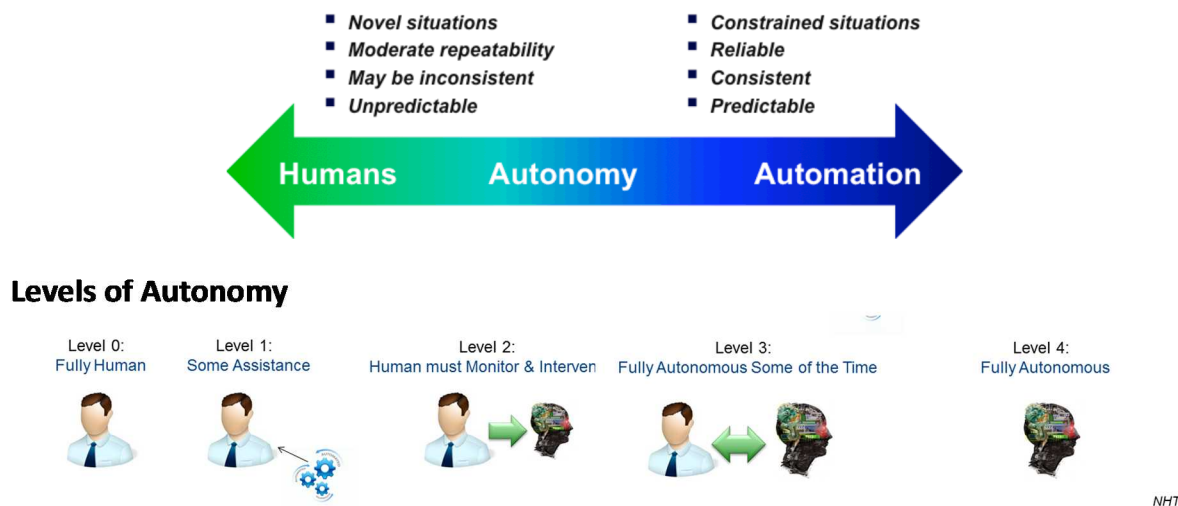 Novel situations
Moderate repeatability
May be inconsistent
Unpredictable
Constrained situations
Reliable
Consistent
Predictable
Humans
Autonomy
Automation
Levels of Autonomy
Level 0:
Fully Human
Level 1:
Some Assistance
Level 2:
Human must Monitor & Interven
Level 3:
Fully Autonomous Some of the Time
Level 4:
Fully Autonomous
NHT